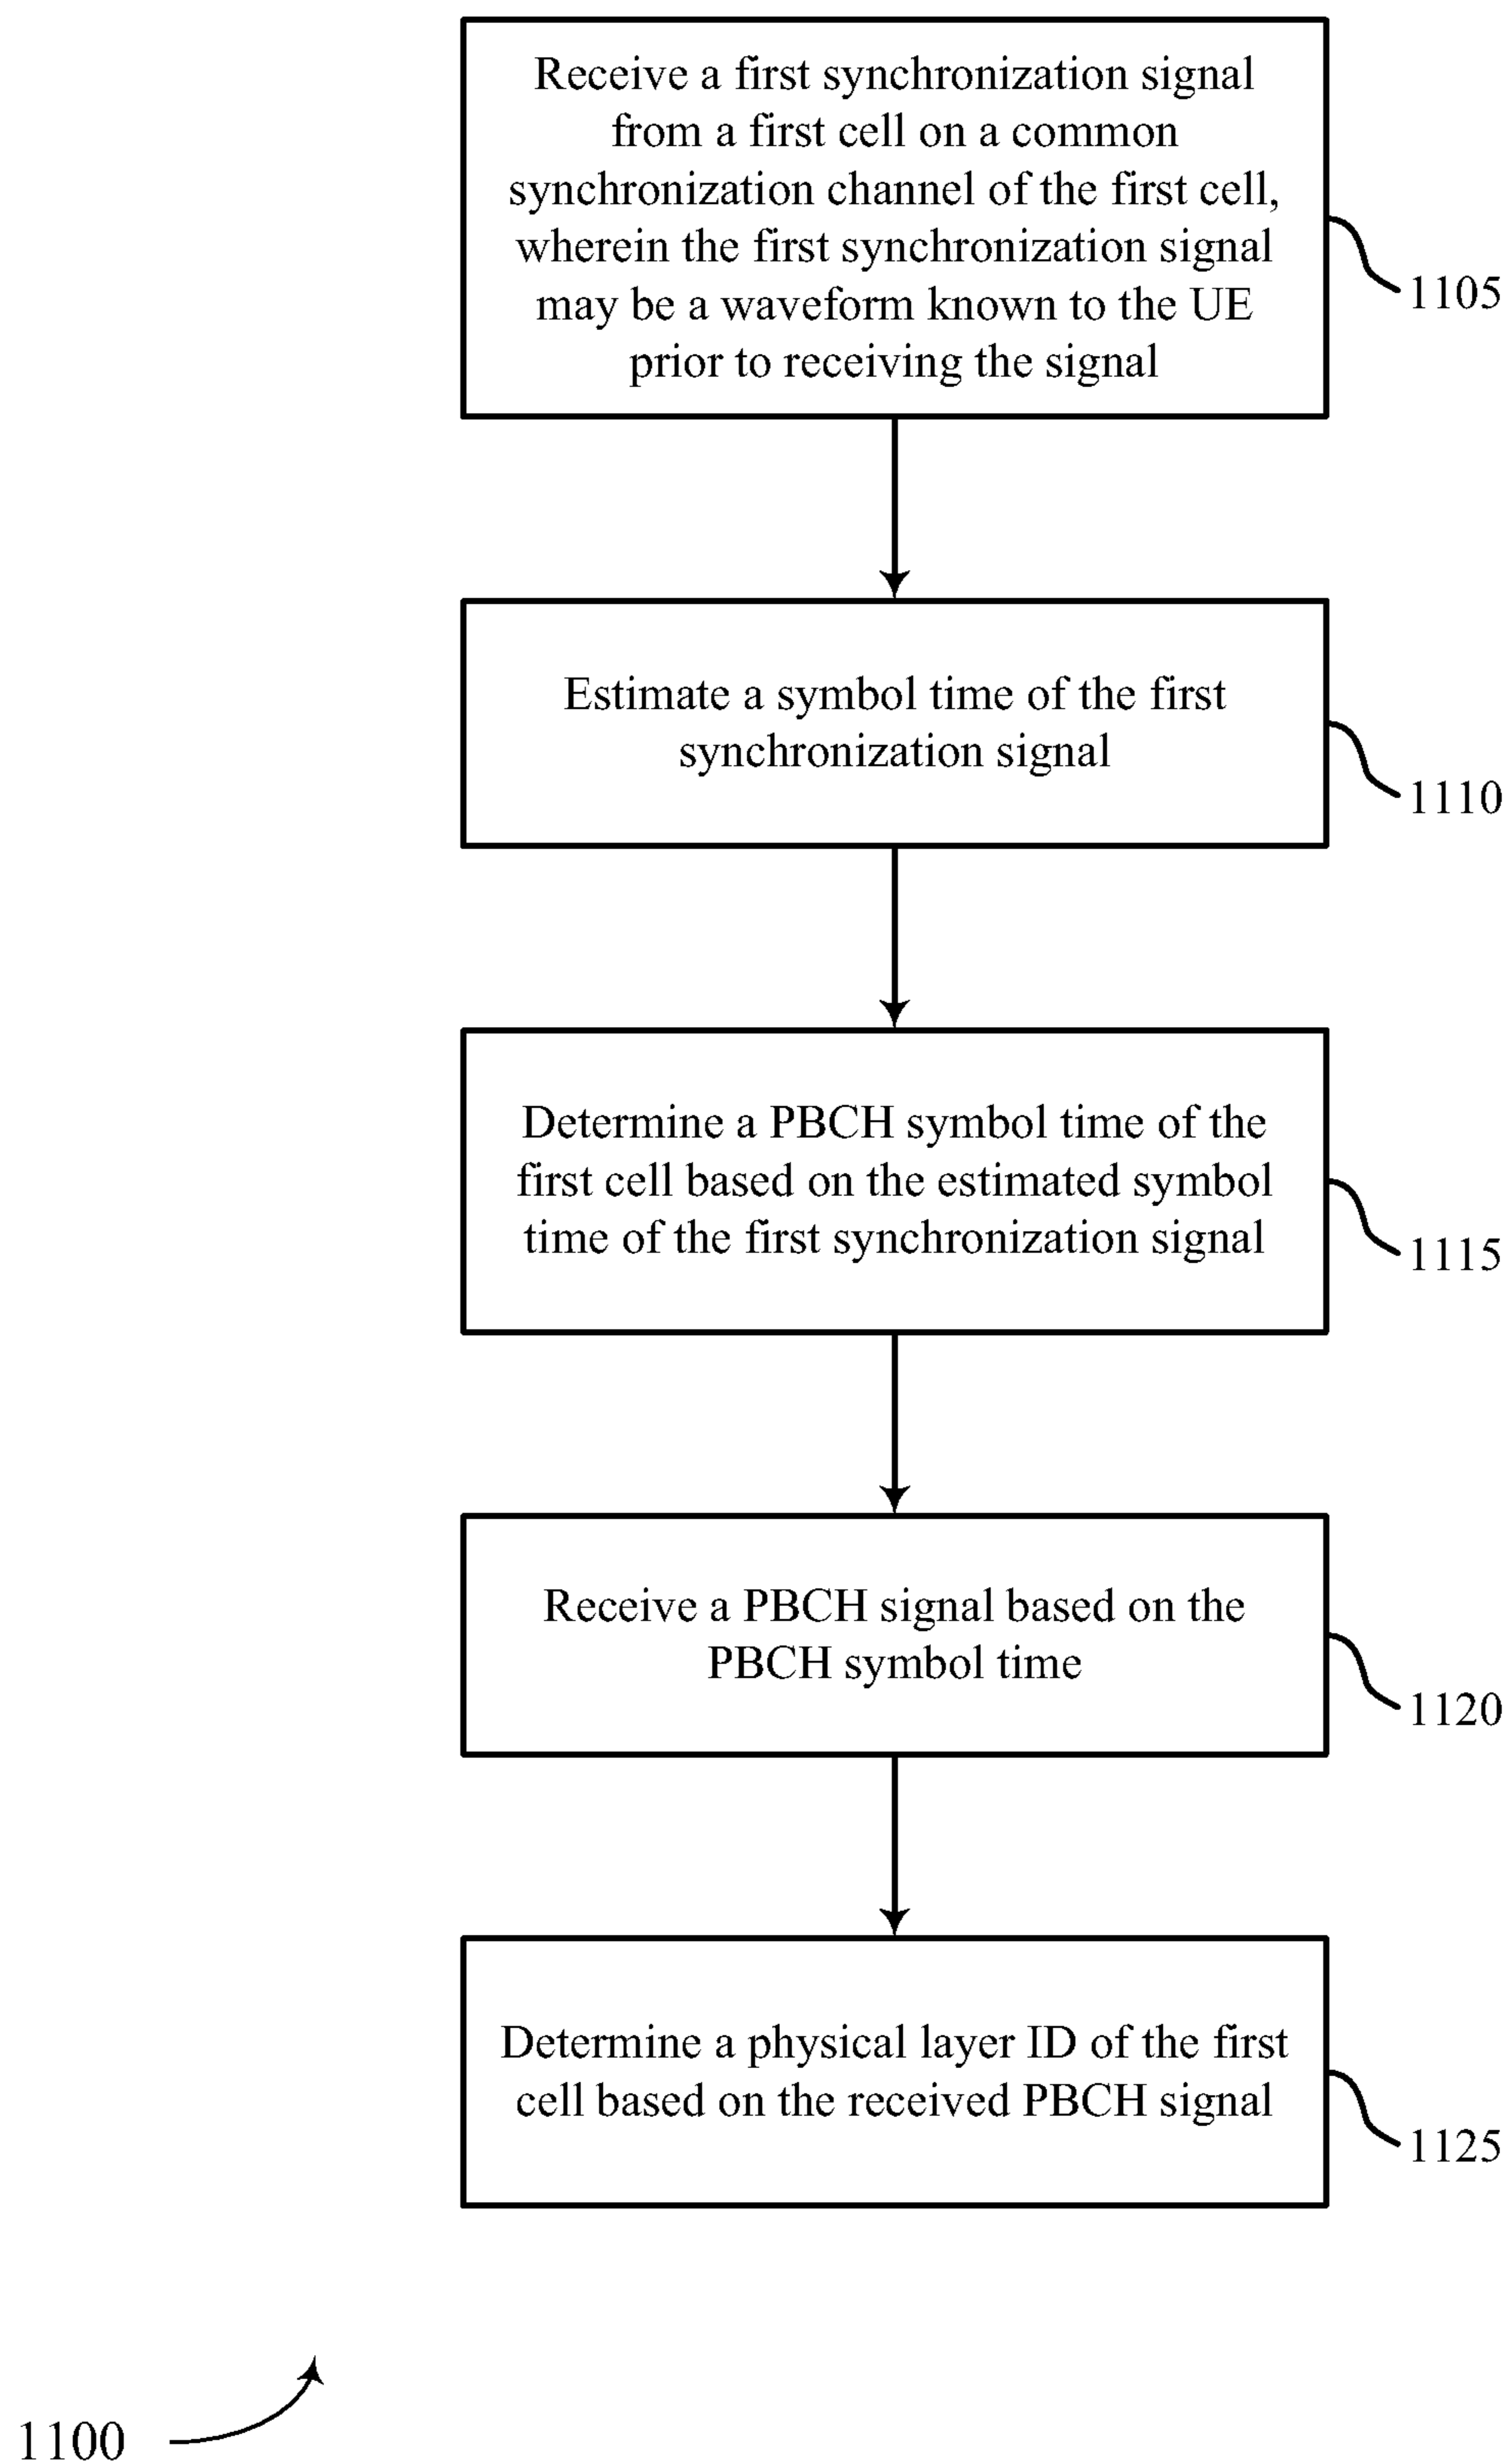 Receive a first synchronization signal
from a first cell on a common
synchronization channel of the first cell,
wherein the first synchronization signal
may be a waveform known to the UE
prior to receiving the signal
1105
Estimate a symbol time of the first
synchronization signal
1110
Determine a PBCH symbol time of the
first cell based on the estimated symbol
time of the first synchronization signal
1115
Receive a PBCH signal based on the
PBCH symbol time
1120
Determine a physical layer ID of the first
cell based on the received PBCH signal
1125
1100